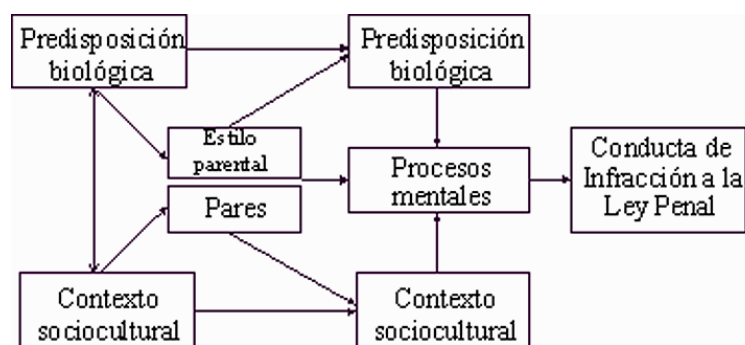 Predisposición
biológica
Predisposición
biológica
Estilo
parental
Procesos
mentales
Conducta de
Infracción a la
Ley Penal
Pares
Contexto
sociocultural
Contexto
sociocultural